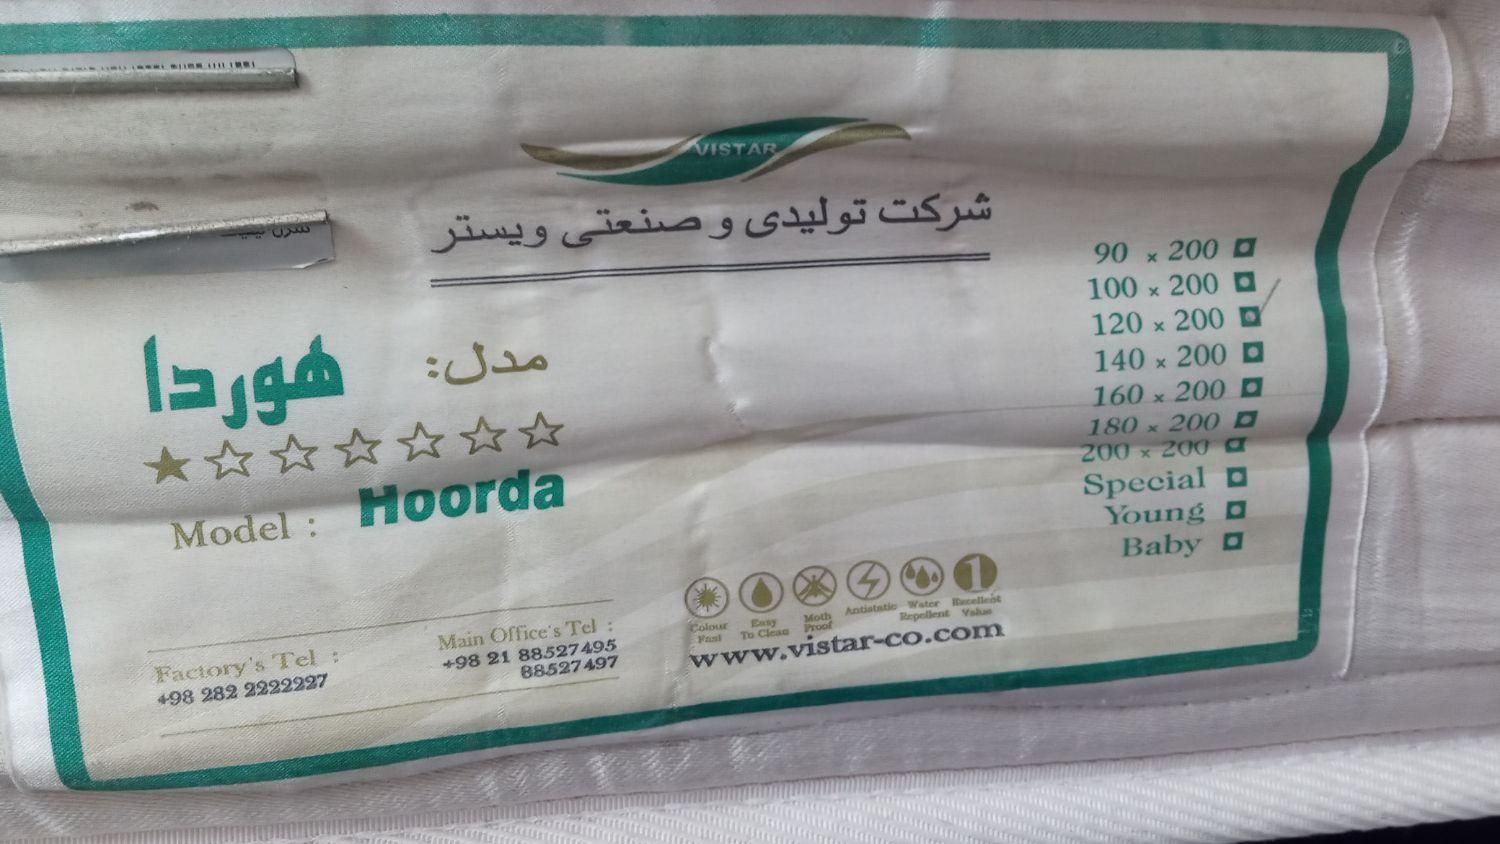 VISTAR
شرکت تولیدی و صنعتی ویستر
مدل: هوردا
Model : Hoorda
90 × 200
100 × 200
120 × 200
140 × 200
160 × 200
180 × 200
200 × 200
Special
Young
Baby
Colour Fast
Easy To Clean
Moth Proof
Antistatic
Water Repellent
1
Excellent Value
www.vistar-co.com
Main Office's Tel :
+98 21 88527495
88527497
Factory's Tel :
+98 282 2222227